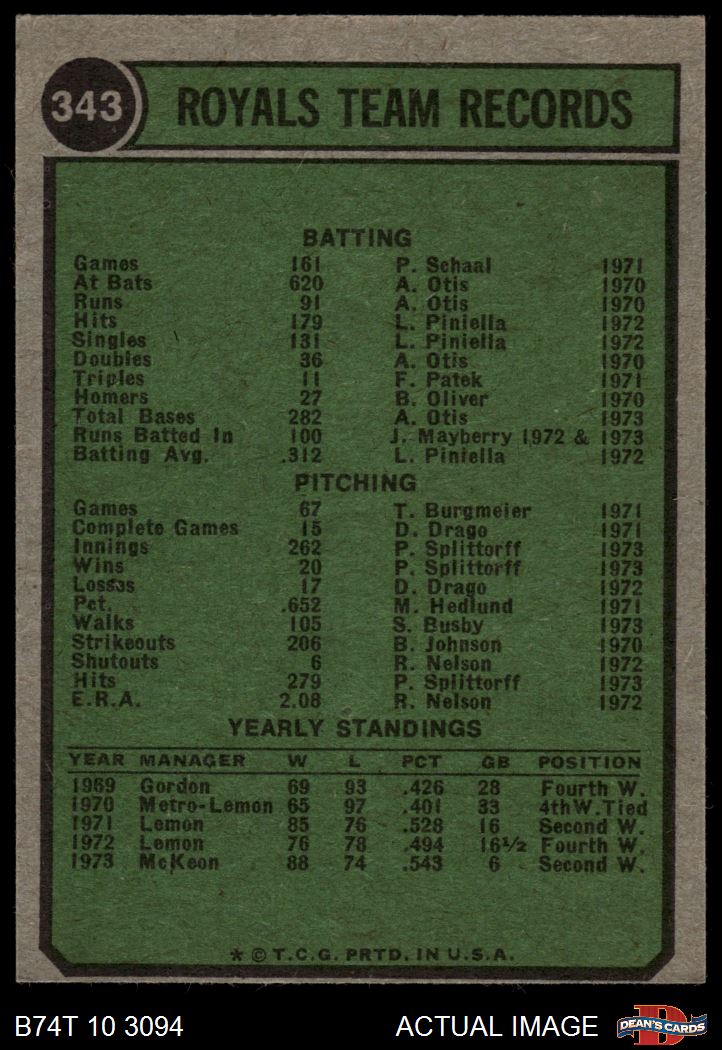 343 ROYALS TEAM RECORDS
BATTING
Games 161 P. Schaal 1971
At Bats 620 A. Otis 1970
Runs 91 A. Otis 1970
Hits 179 L. Piniella 1972
Singles 131 L. Piniella 1972
Doubles 36 A. Otis 1970
Triples 11 F. Patek 1971
Homers 27 B. Oliver 1970
Total Bases 282 A. Otis 1973
Runs Batted In 100 J. Mayberry 1972 & 1973
Batting Avg. .312 L. Piniella 1972
PITCHING
Games 67 T. Burgmeier 1971
Complete Games 15 D. Drago 1971
Innings 262 P. Splittorff 1973
Wins 20 P. Splittorff 1973
Losses 17 D. Drago 1972
Pct. .652 M. Hedlund 1971
Walks 105 S. Busby 1973
Strikeouts 206 B. Johnson 1970
Shutouts 6 R. Nelson 1972
Hits 279 P. Splittorff 1973
E.R.A. 2.08 R. Nelson 1972
YEARLY STANDINGS
YEAR MANAGER W L PCT GB POSITION
1969 Gordon 69 93 .426 28 Fourth W.
1970 Metro-Lemon 65 97 .401 33 4thW.Tied
1971 Lemon 85 76 .528 16 Second W.
1972 Lemon 76 78 .494 16½ Fourth W.
1973 McKeon 88 74 .543 6 Second W.
* © T.C.G. PRTD. IN U.S.A.
B74T 10 3094 ACTUAL IMAGE D DEAN'S CARDS